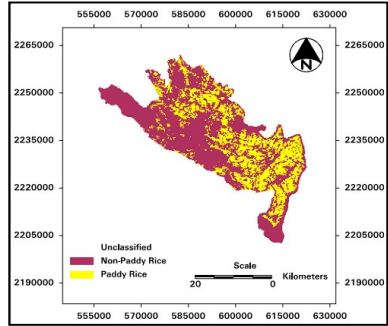 555000 570000 585000 600000 615000 630000
2265000 2265000
N
2250000 2250000
2235000 2235000
2220000 2220000
2205000 2205000
Unclassified
Non-Paddy Rice
Paddy Rice
Scale
Kilometers
20 0
2190000 2190000
555000 570000 585000 600000 615000 630000